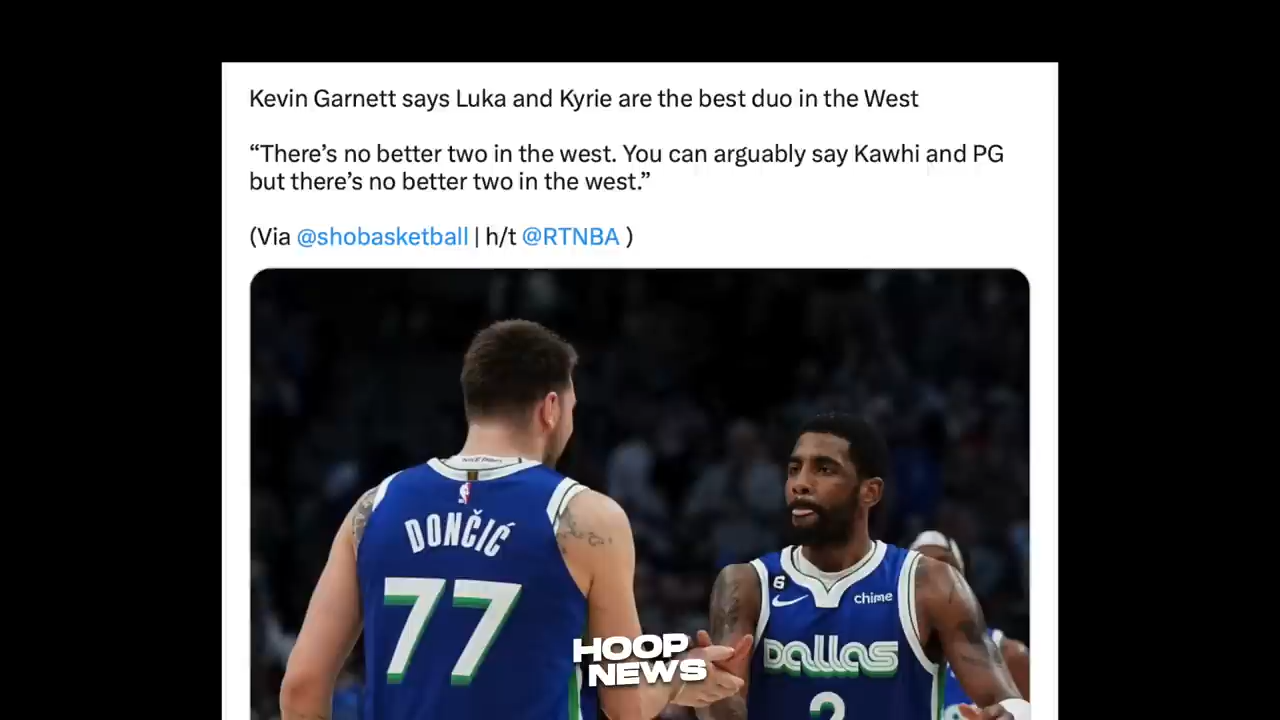 Kevin Garnett says Luka and Kyrie are the best duo in the West
“There’s no better two in the west. You can arguably say Kawhi and PG
but there’s no better two in the west.”
(Via @shobasketball | h/t @RTNBA )
DONČIĆ
77
6
chime
Dallas
2
HOOP
NEWS